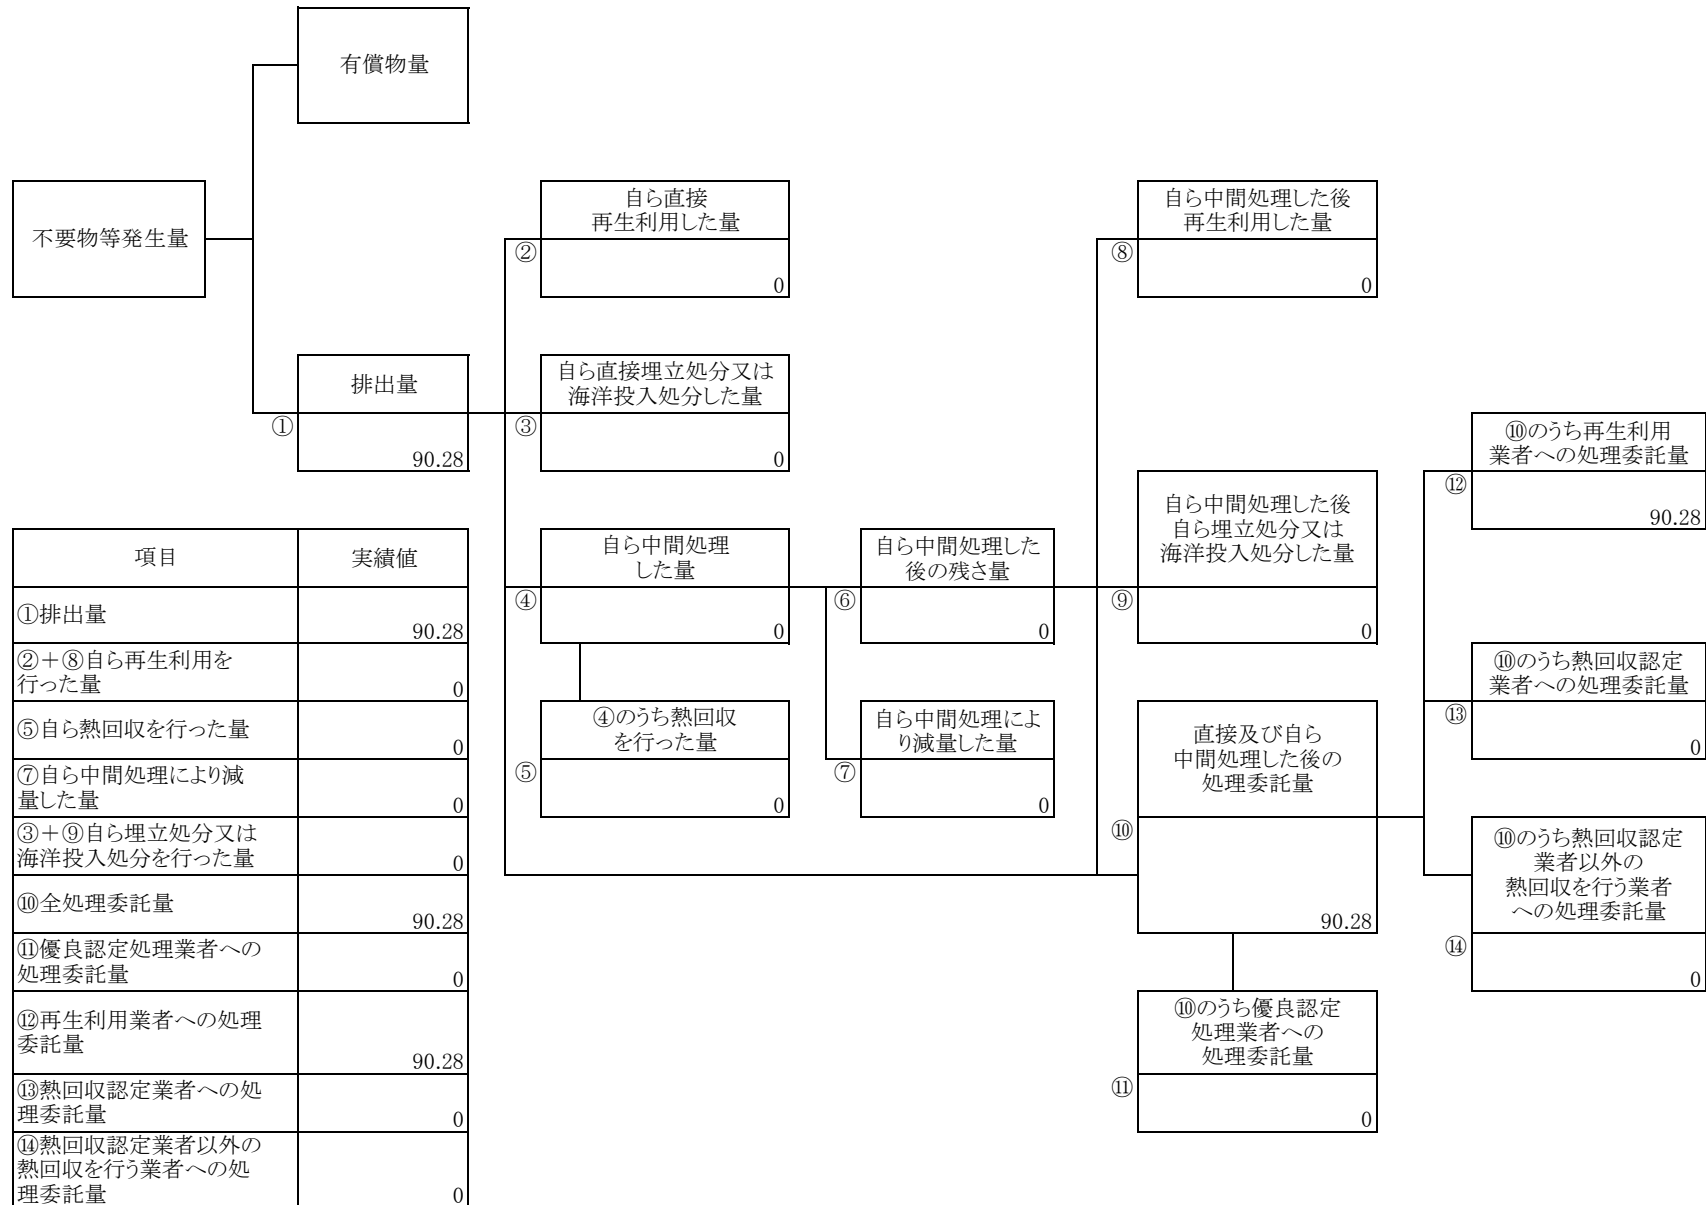 有償物量
不要物等発生量
自ら直接
再生利用した量
②
0
自ら中間処理した後
再生利用した量
⑧
0
排出量
①
90.28
自ら直接埋立処分又は
海洋投入処分した量
③
0
⑩のうち再生利用
業者への処理委託量
⑫
90.28
自ら中間処理
した量
④
0
自ら中間処理した
後の残さ量
⑥
0
自ら中間処理した後
自ら埋立処分又は
海洋投入処分した量
⑨
0
⑩のうち熱回収認定
業者への処理委託量
⑬
0
④のうち熱回収
を行った量
⑤
0
自ら中間処理によ
り減量した量
⑦
0
直接及び自ら
中間処理した後の
処理委託量
⑩
90.28
⑩のうち熱回収認定
業者以外の
熱回収を行う業者
への処理委託量
⑭
0
⑩のうち優良認定
処理業者への
処理委託量
⑪
0
項目 実績値
①排出量
90.28
②＋⑧自ら再生利用を
行った量
0
⑤自ら熱回収を行った量
0
⑦自ら中間処理により減
量した量
0
③＋⑨自ら埋立処分又は
海洋投入処分を行った量
0
⑩全処理委託量
90.28
⑪優良認定処理業者への
処理委託量
0
⑫再生利用業者への処理
委託量
90.28
⑬熱回収認定業者への処
理委託量
0
⑭熱回収認定業者以外の
熱回収を行う業者への処
理委託量
0